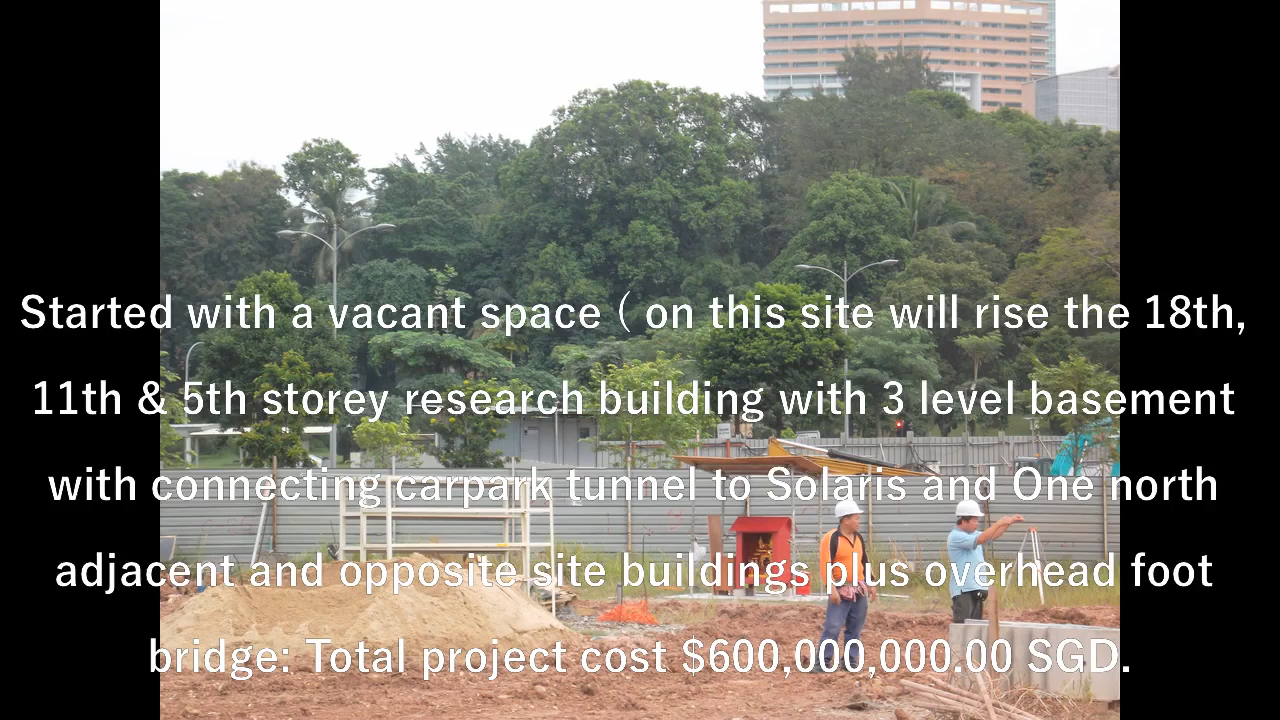 Started with a vacant space ( on this site will rise the 18th,
11th & 5th storey research building with 3 level basement
with connecting carpark tunnel to Solaris and One north
adjacent and opposite site buildings plus overhead foot
bridge: Total project cost $600,000,000.00 SGD.